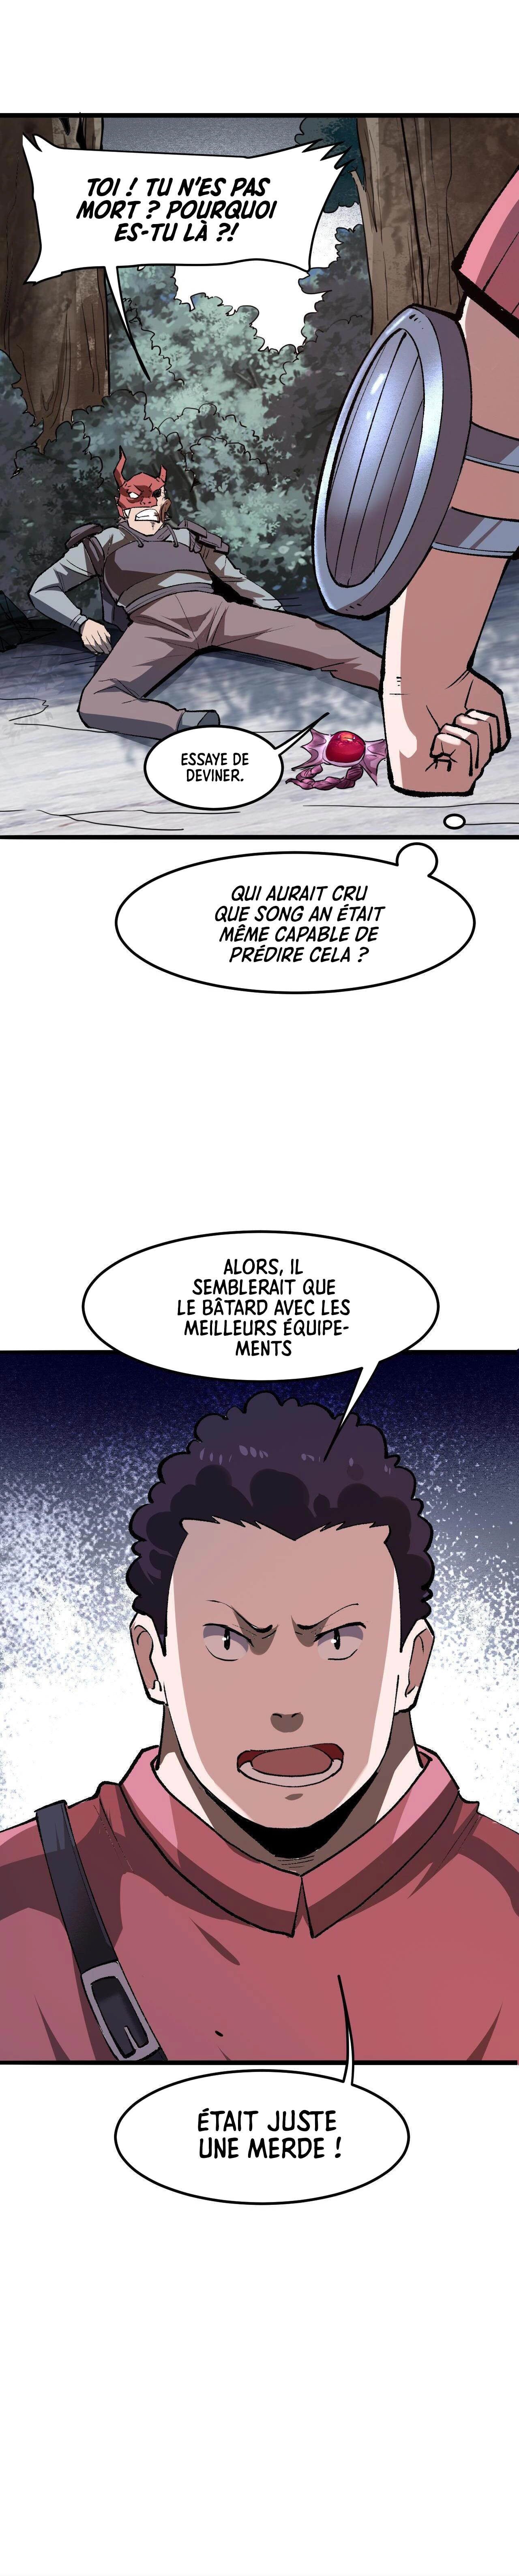 TOI ! TU N'ES PAS
MORT ? POURQUOI
ES-TU LÀ ?!
ESSAYE DE
DEVINER.
QUI AURAIT CRU
QUE SONG AN ÉTAIT
MÊME CAPABLE DE
PRÉDIRE CELA ?
ALORS, IL
SEMBLERAIT QUE
LE BÂTARD AVEC LES
MEILLEURS ÉQUIPE-
MENTS
ÉTAIT JUSTE
UNE MERDE !